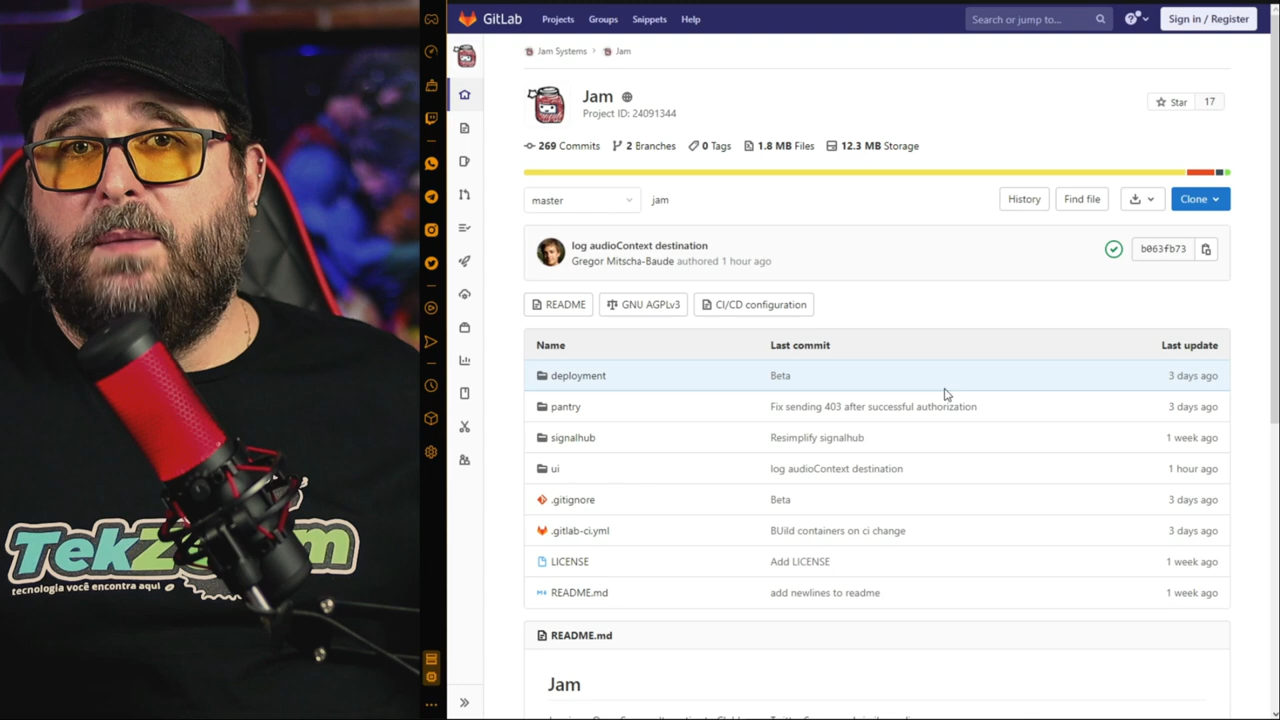 GitLab Projects Groups Snippets Help Search or jump to... Sign in / Register
Jam Systems > Jam
Jam
Project ID: 24091344
Star 17
269 Commits 2 Branches 0 Tags 1.8 MB Files 12.3 MB Storage
master jam History Find file Clone
log audioContext destination
Gregor Mitscha-Baude authored 1 hour ago
b063fb73
README GNU AGPLv3 CI/CD configuration
Name Last commit Last update
deployment Beta 3 days ago
pantry Fix sending 403 after successful authorization 3 days ago
signalhub Resimplify signalhub 1 week ago
ui log audioContext destination 1 hour ago
.gitignore Beta 3 days ago
.gitlab-ci.yml BUild containers on ci change 3 days ago
LICENSE Add LICENSE 1 week ago
README.md add newlines to readme 1 week ago
README.md
Jam
tecnologia você encontra aqui